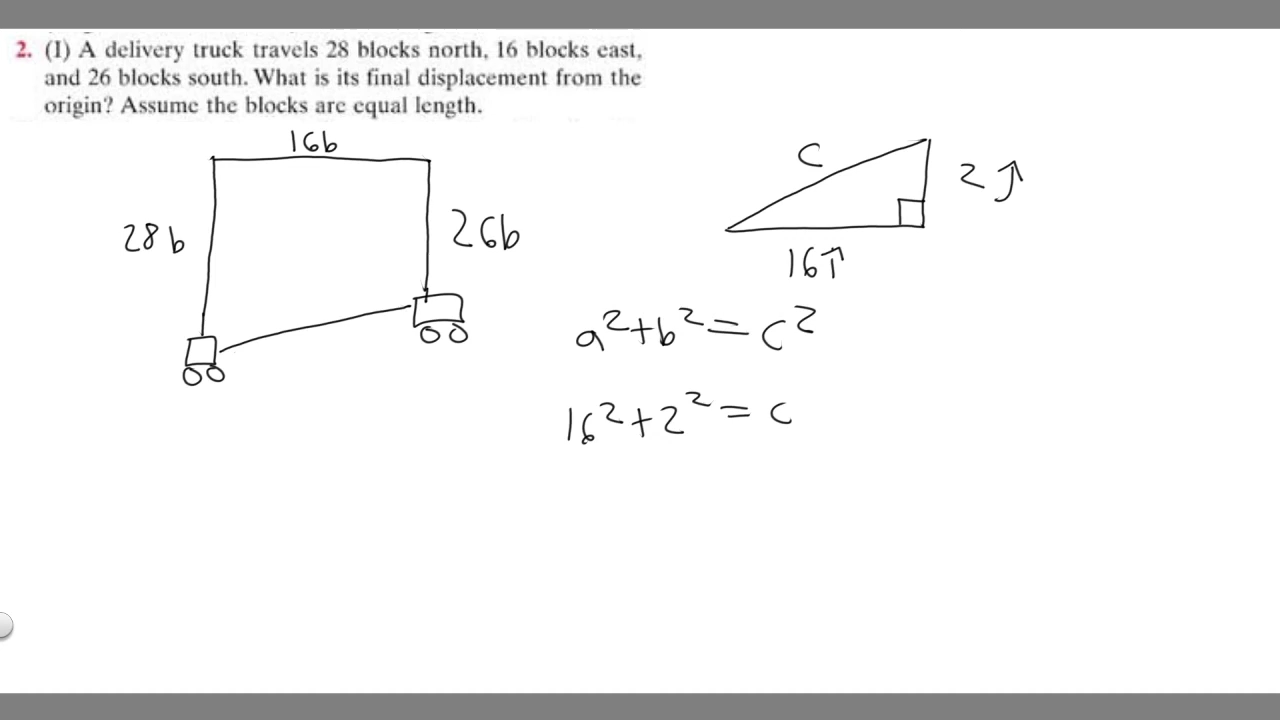 2. (I) A delivery truck travels 28 blocks north, 16 blocks east,
and 26 blocks south. What is its final displacement from the
origin? Assume the blocks are equal length.
16b
28b
26b
c
2↑
16↑
a²+b²=c²
16²+2²=c